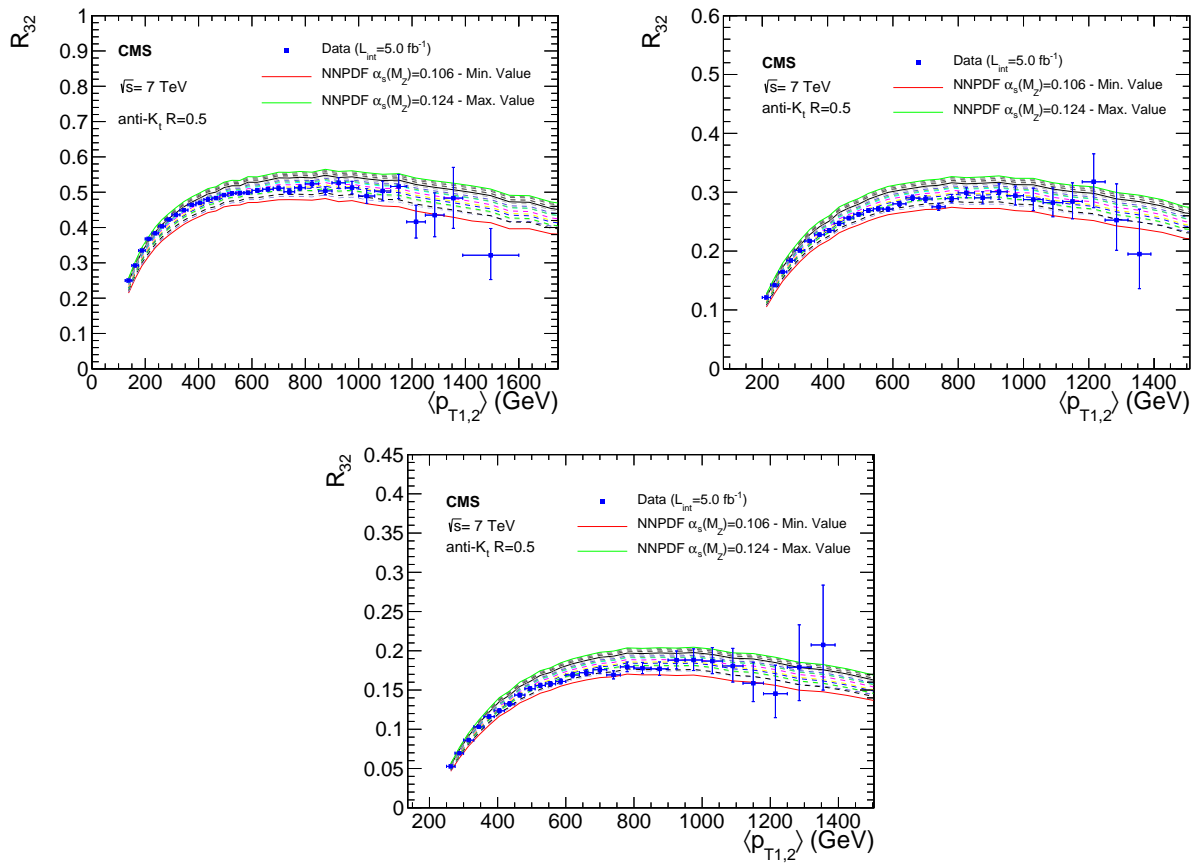 R32
1
0.9
0.8
0.7
0.6
0.5
0.4
0.3
0.2
0.1
0
0 200 400 600 800 1000 1200 1400 1600
⟨pT1,2⟩ (GeV)
CMS
√s= 7 TeV
anti-Kt R=0.5
Data (Lint=5.0 fb-1)
NNPDF αs(MZ)=0.106 - Min. Value
NNPDF αs(MZ)=0.124 - Max. Value
R32
0.6
0.5
0.4
0.3
0.2
0.1
0
200 400 600 800 1000 1200 1400
⟨pT1,2⟩ (GeV)
CMS
√s= 7 TeV
anti-Kt R=0.5
Data (Lint=5.0 fb-1)
NNPDF αs(MZ)=0.106 - Min. Value
NNPDF αs(MZ)=0.124 - Max. Value
R32
0.45
0.4
0.35
0.3
0.25
0.2
0.15
0.1
0.05
0
200 400 600 800 1000 1200 1400
⟨pT1,2⟩ (GeV)
CMS
√s= 7 TeV
anti-Kt R=0.5
Data (Lint=5.0 fb-1)
NNPDF αs(MZ)=0.106 - Min. Value
NNPDF αs(MZ)=0.124 - Max. Value